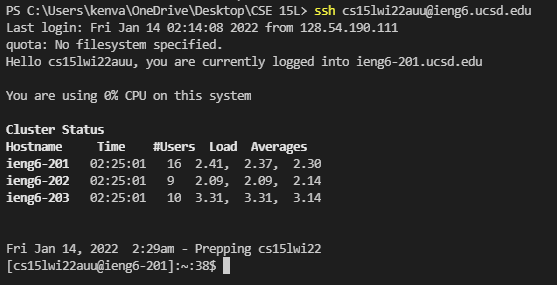 PS C:\Users\kenva\OneDrive\Desktop\CSE 15L> ssh cs15lwi22auu@ieng6.ucsd.edu
Last login: Fri Jan 14 02:14:08 2022 from 128.54.190.111
quota: No filesystem specified.
Hello cs15lwi22auu, you are currently logged into ieng6-201.ucsd.edu
You are using 0% CPU on this system
Cluster Status
Hostname Time #Users Load Averages
ieng6-201 02:25:01 16 2.41, 2.37, 2.30
ieng6-202 02:25:01 9 2.09, 2.09, 2.14
ieng6-203 02:25:01 10 3.31, 3.31, 3.14
Fri Jan 14, 2022 2:29am - Prepping cs15lwi22
[cs15lwi22auu@ieng6-201]:~:38$